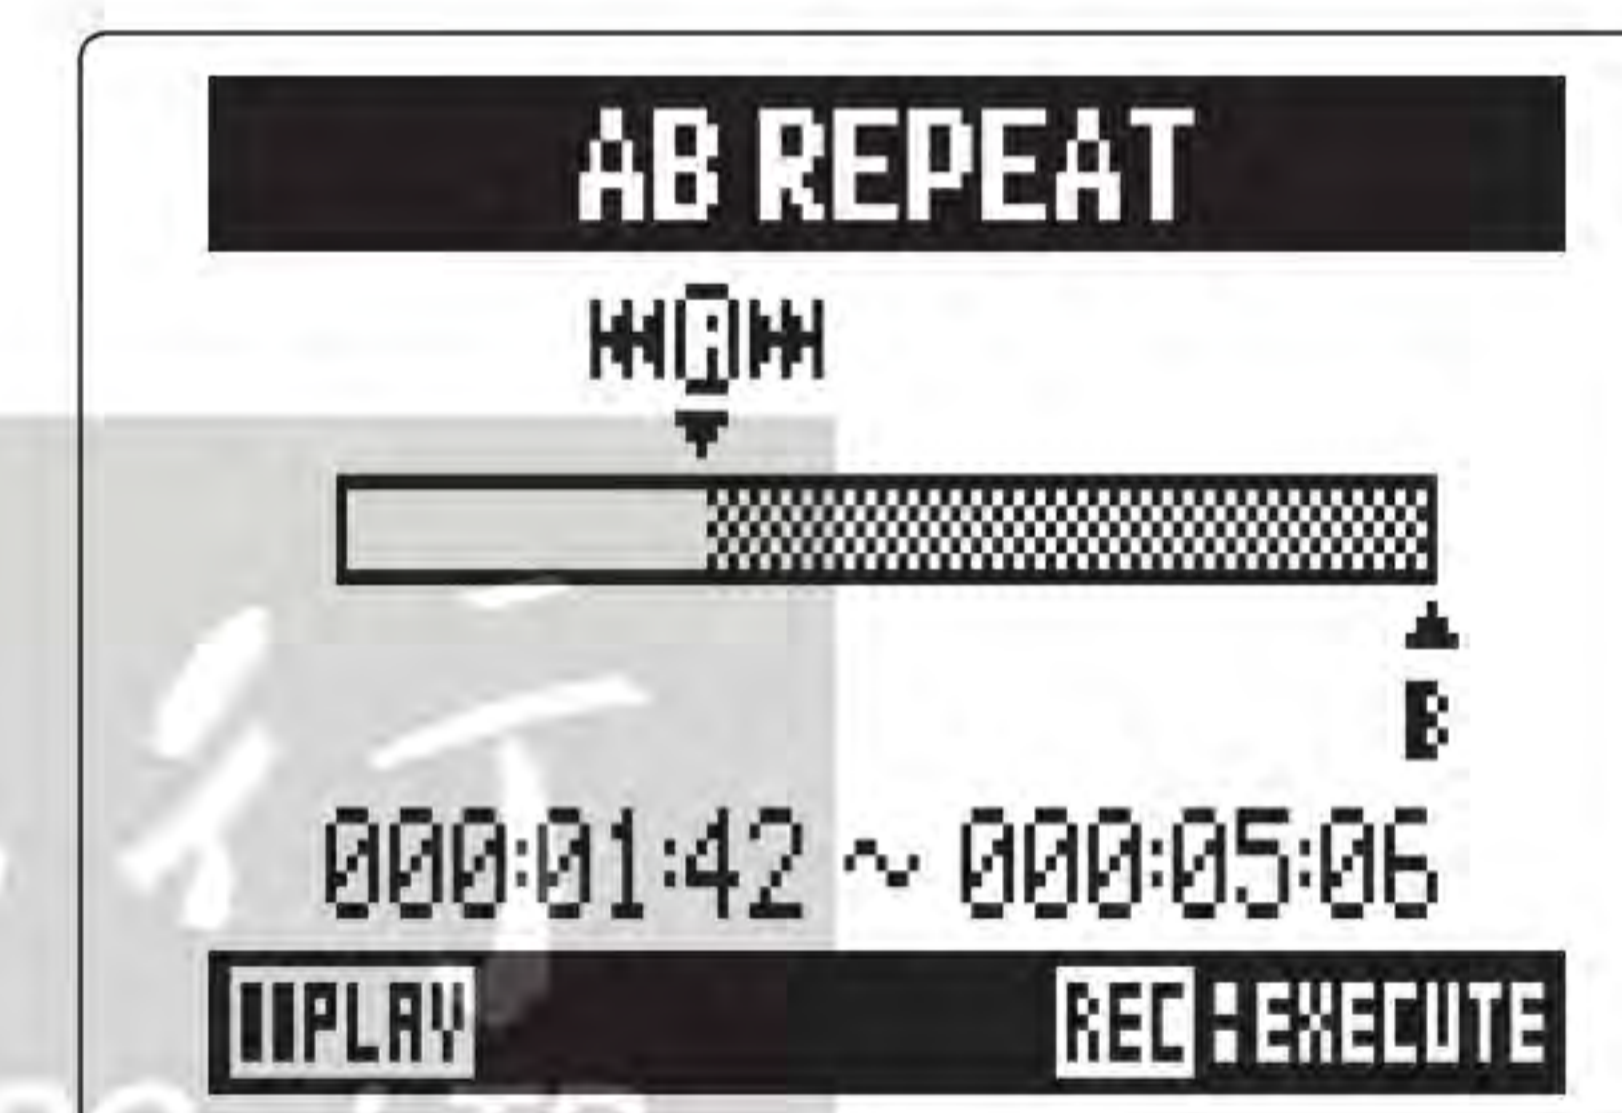 AB REPEAT
A
B
000:01:42 ~ 000:05:06
PLAY REC:EXECUTE